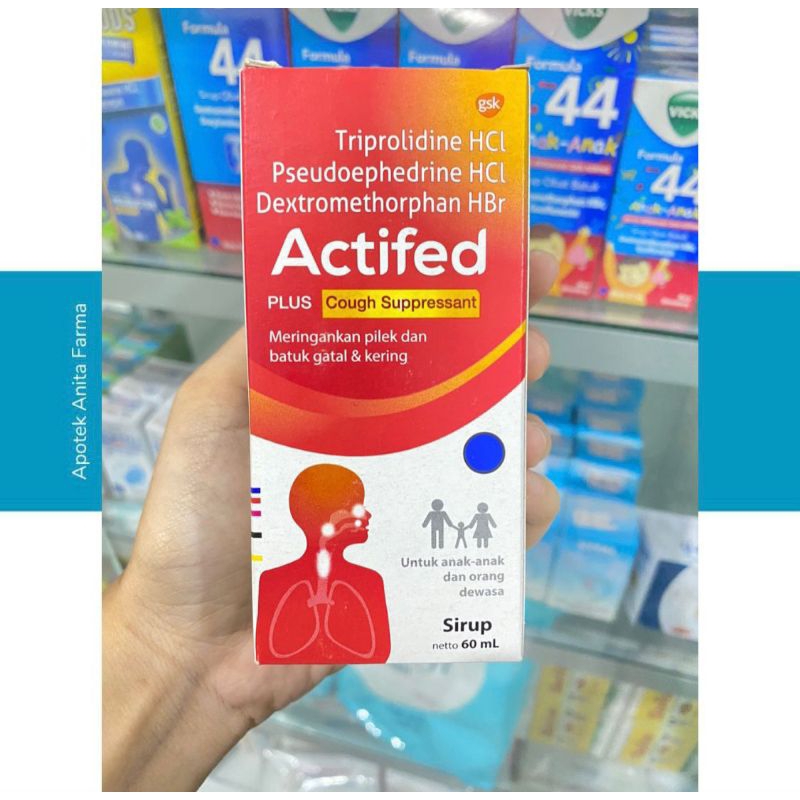 gsk
Triprolidine HCl
Pseudoephedrine HCl
Dextromethorphan HBr
Actifed
PLUS Cough Suppressant
Meringankan pilek dan
batuk gatal & kering
Untuk anak-anak
dan orang
dewasa
Sirup
netto 60 mL
Apotek Anita Farma
Formula
44
Formula
VICKS
Formula
44
Anak-Anak
VICKS
Formula
44